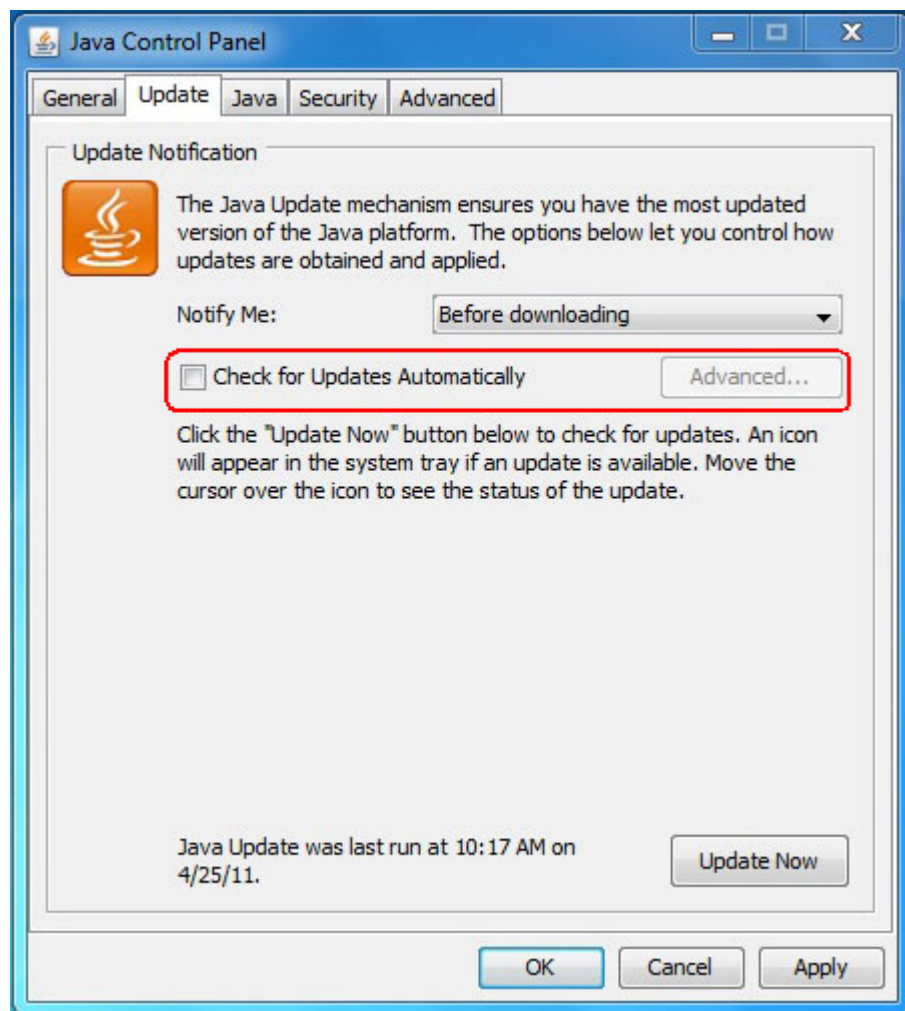 Java Control Panel
General Update Java Security Advanced
Update Notification
The Java Update mechanism ensures you have the most updated
version of the Java platform. The options below let you control how
updates are obtained and applied.
Notify Me: Before downloading
Check for Updates Automatically Advanced...
Click the "Update Now" button below to check for updates. An icon
will appear in the system tray if an update is available. Move the
cursor over the icon to see the status of the update.
Java Update was last run at 10:17 AM on
4/25/11.
Update Now
OK Cancel Apply